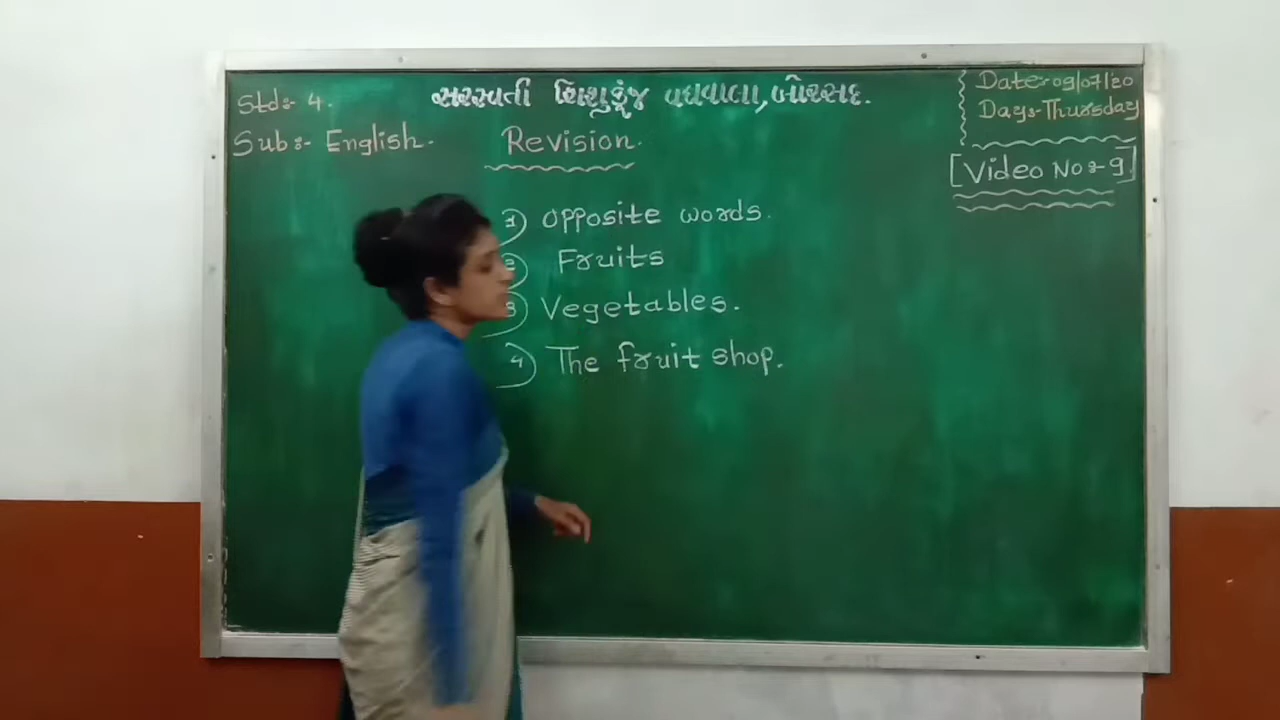 Std:- 4.
સરસ્વતી શિશુકુંજ વઘવાલા, બોરસદ.
Date:- 09/07/20
Day:- Thursday
Sub:- English.
Revision.
[Video No:- 9]
1) Opposite words.
2) Fruits
3) Vegetables.
4) The fruit shop.